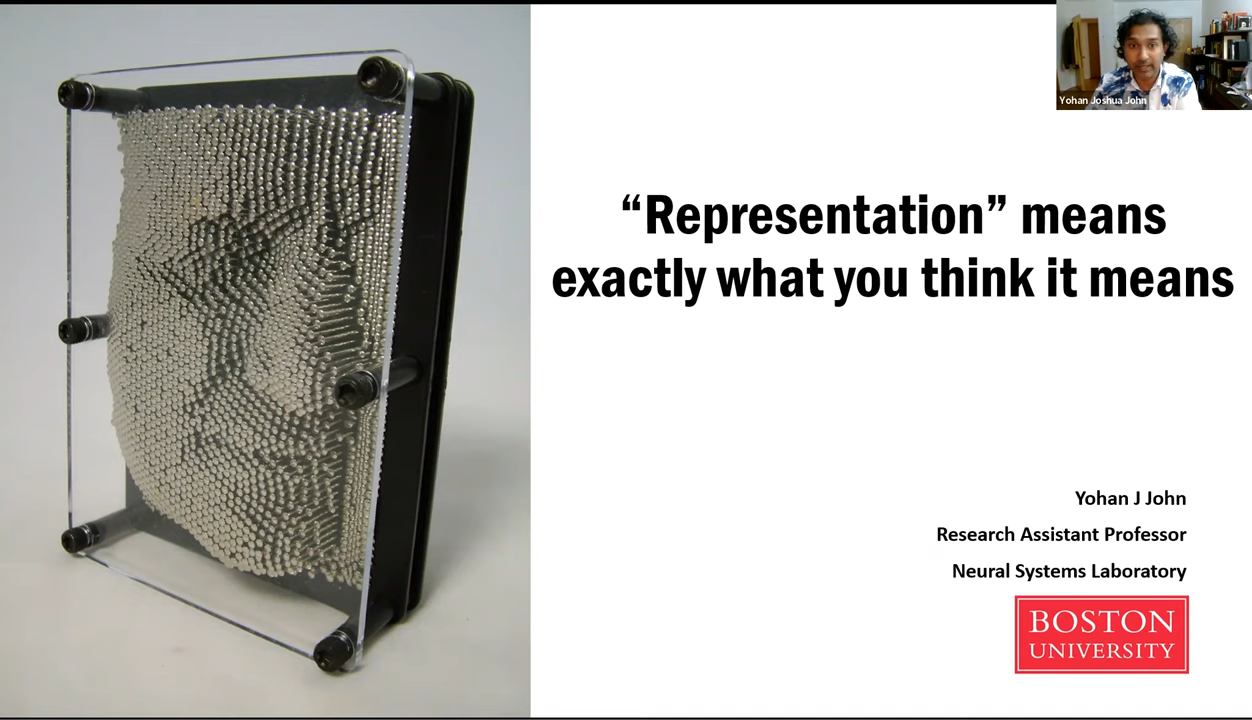 Yohan Joshua John
“Representation” means
exactly what you think it means
Yohan J John
Research Assistant Professor
Neural Systems Laboratory
BOSTON
UNIVERSITY